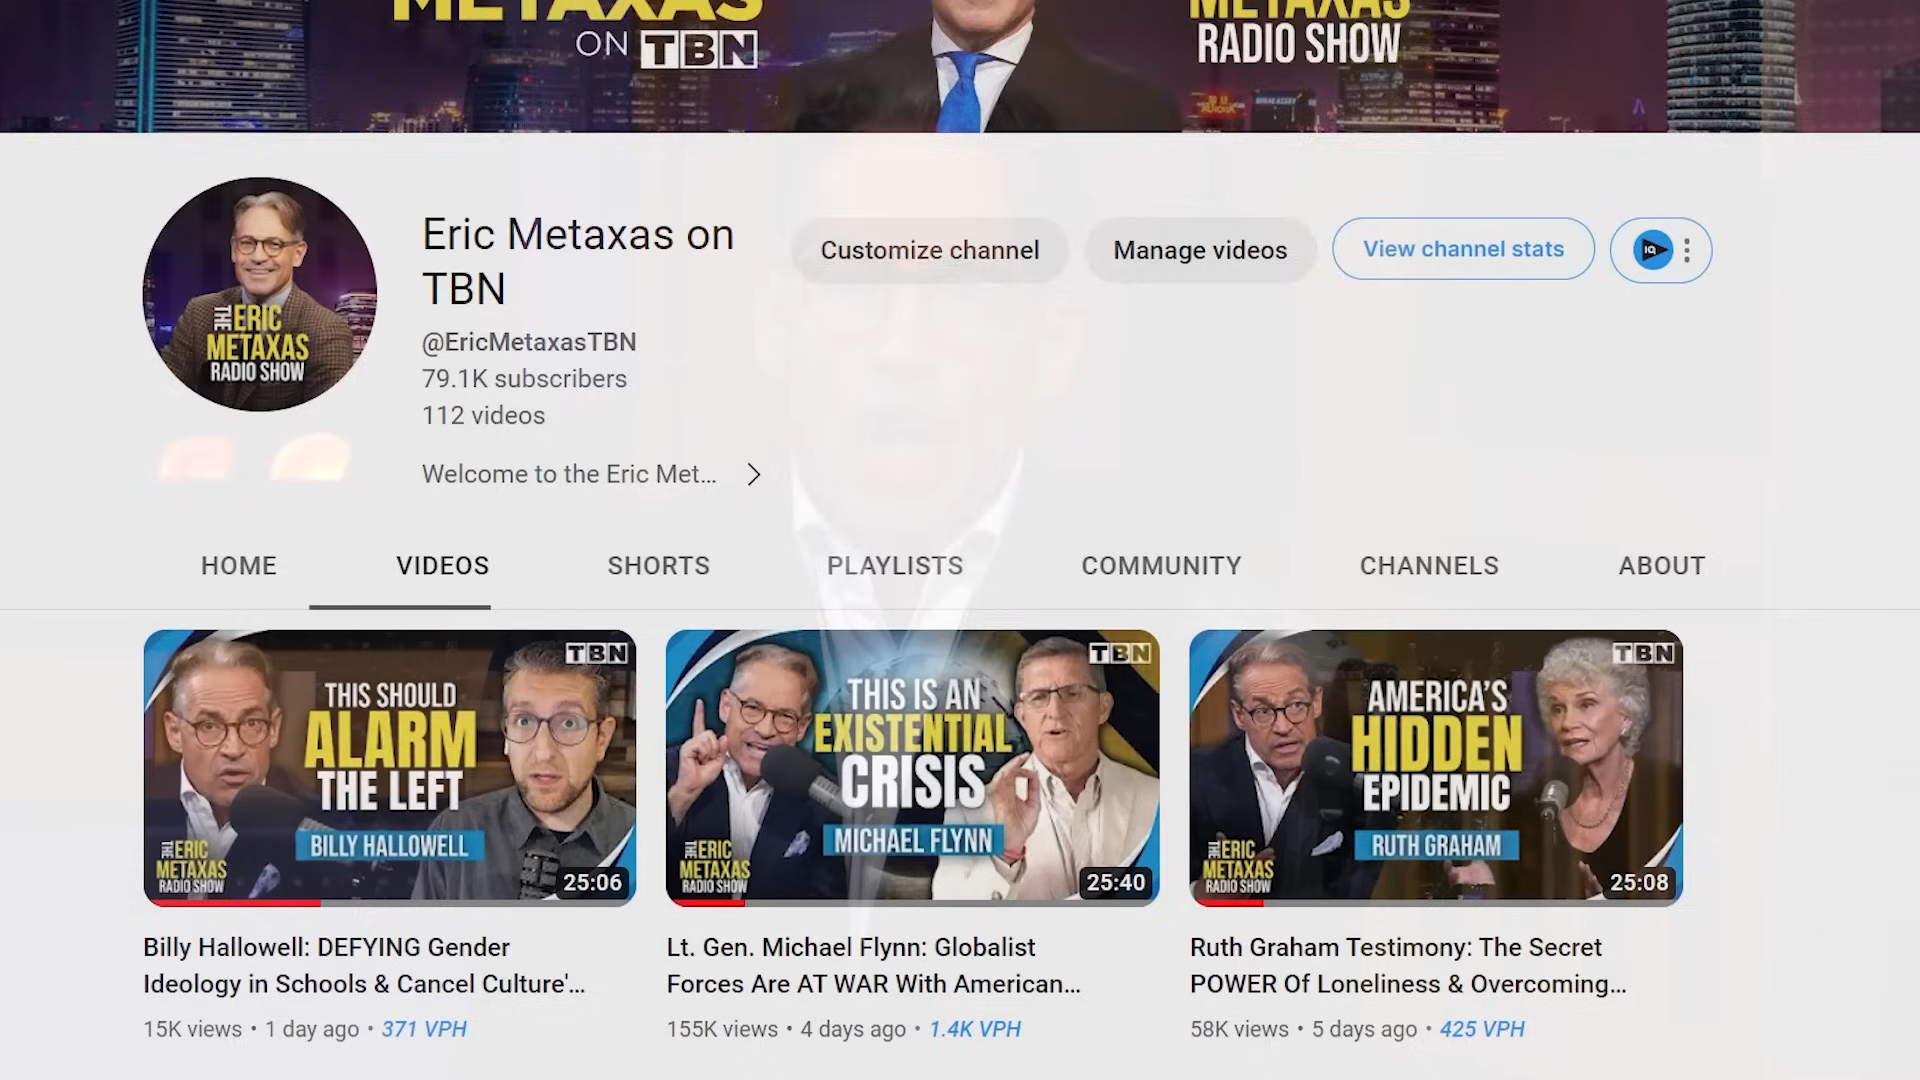 METAXAS
ON TBN
METAXAS
RADIO SHOW
THE ERIC
METAXAS
RADIO SHOW
Eric Metaxas on
TBN
@EricMetaxasTBN
79.1K subscribers
112 videos
Welcome to the Eric Met...
Customize channel
Manage videos
View channel stats
IQ
HOME
VIDEOS
SHORTS
PLAYLISTS
COMMUNITY
CHANNELS
ABOUT
TBN
THIS SHOULD
ALARM
THE LEFT
BILLY HALLOWELL
THE ERIC
METAXAS
RADIO SHOW
25:06
TBN
THIS IS AN
EXISTENTIAL
CRISIS
MICHAEL FLYNN
THE ERIC
METAXAS
RADIO SHOW
25:40
TBN
AMERICA'S
HIDDEN
EPIDEMIC
RUTH GRAHAM
THE ERIC
METAXAS
RADIO SHOW
25:08
Billy Hallowell: DEFYING Gender
Ideology in Schools & Cancel Culture'...
15K views • 1 day ago • 371 VPH
Lt. Gen. Michael Flynn: Globalist
Forces Are AT WAR With American...
155K views • 4 days ago • 1.4K VPH
Ruth Graham Testimony: The Secret
POWER Of Loneliness & Overcoming...
58K views • 5 days ago • 425 VPH